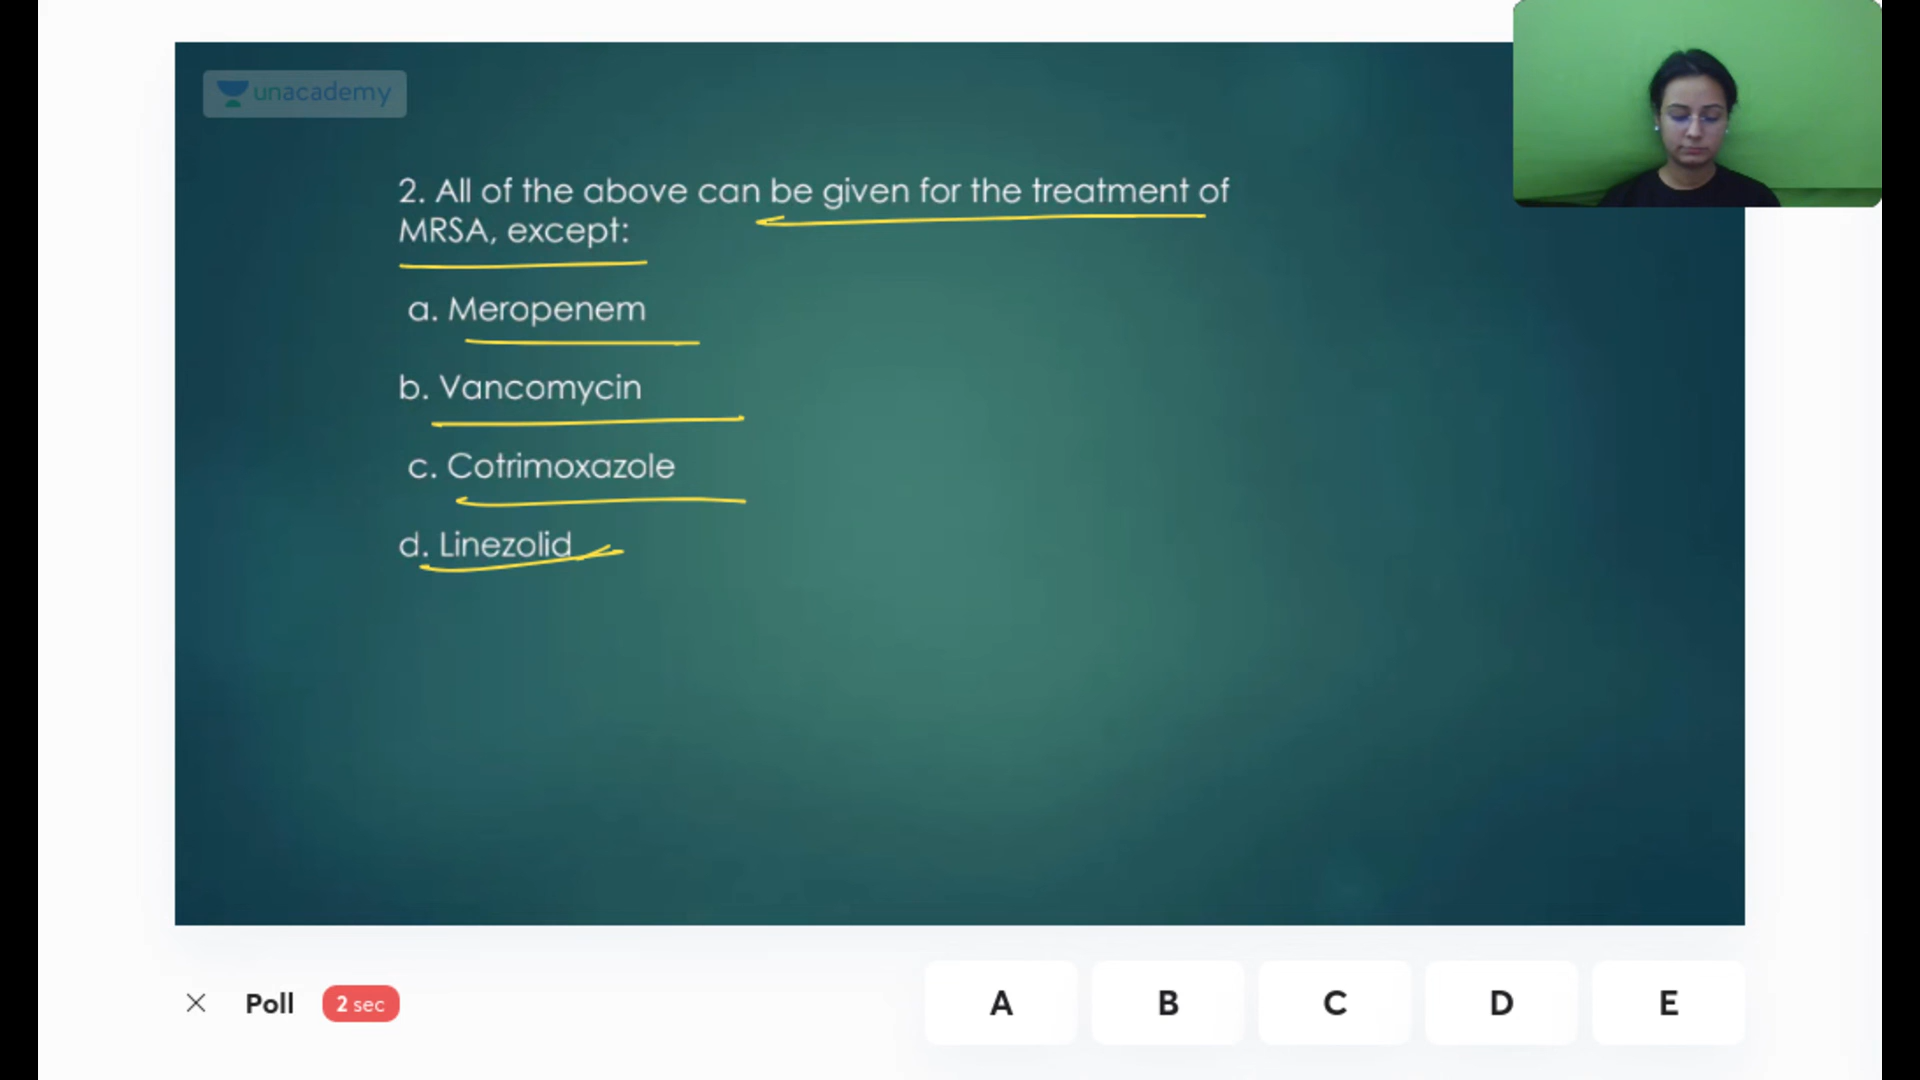 unacademy
2. All of the above can be given for the treatment of
MRSA, except:
a. Meropenem
b. Vancomycin
c. Cotrimoxazole
d. Linezolid
Poll 2 sec A B C D E